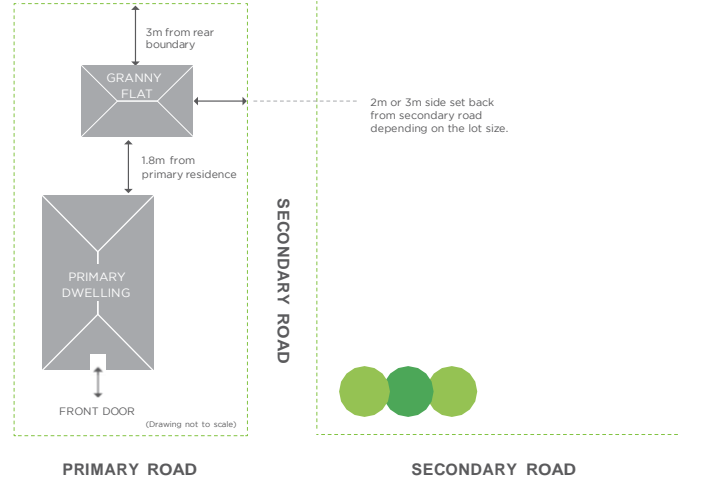 3m from rear
boundary
GRANNY
FLAT
2m or 3m side set back
from secondary road
depending on the lot size.
1.8m from
primary residence
SECONDARY ROAD
PRIMARY
DWELLING
FRONT DOOR
(Drawing not to scale)
PRIMARY ROAD
SECONDARY ROAD